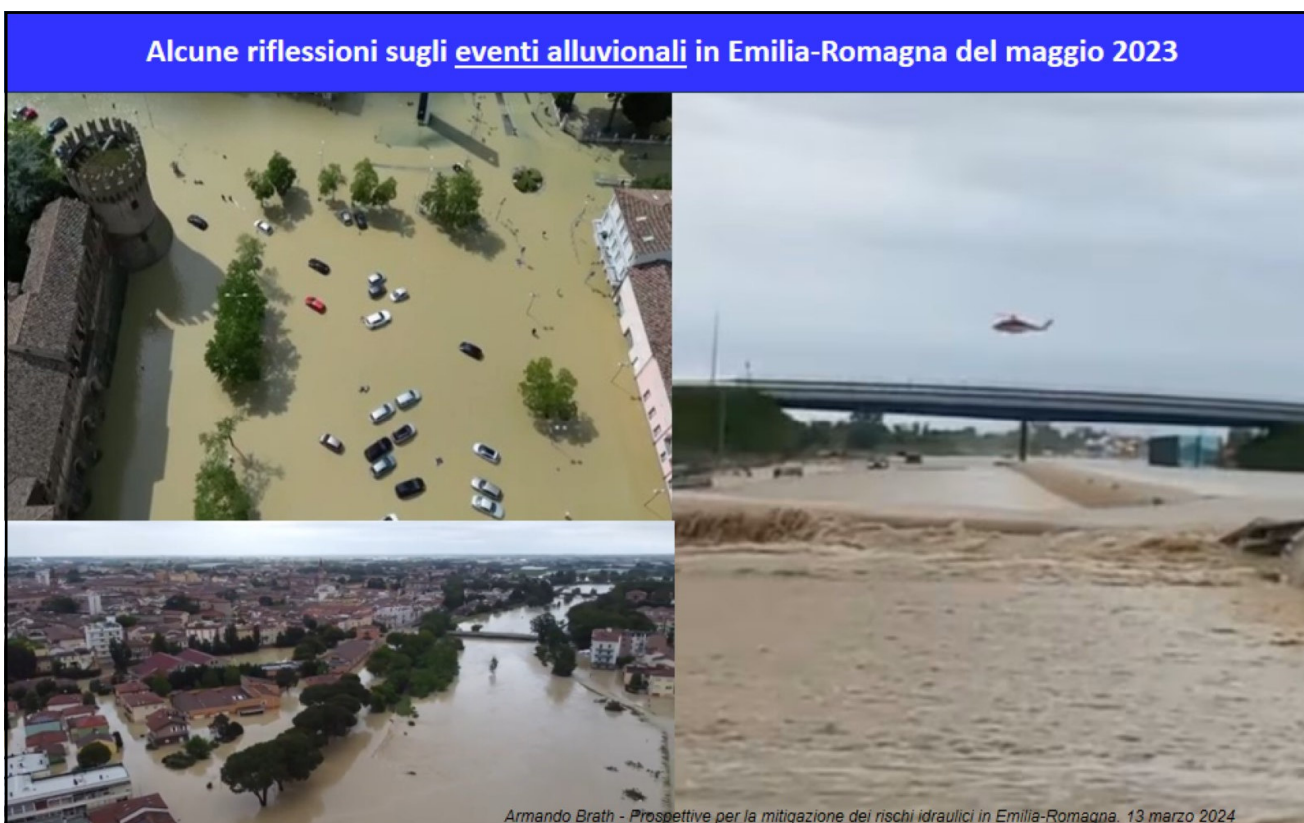 Alcune riflessioni sugli eventi alluvionali in Emilia-Romagna del maggio 2023
Armando Brath - Prospettive per la mitigazione dei rischi idraulici in Emilia-Romagna. 13 marzo 2024